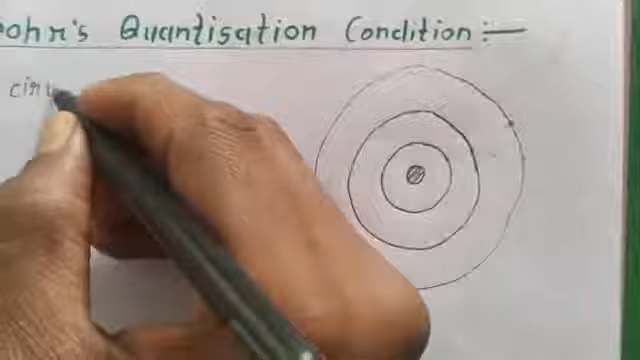 ohr's Quantisation Condition :—
cir